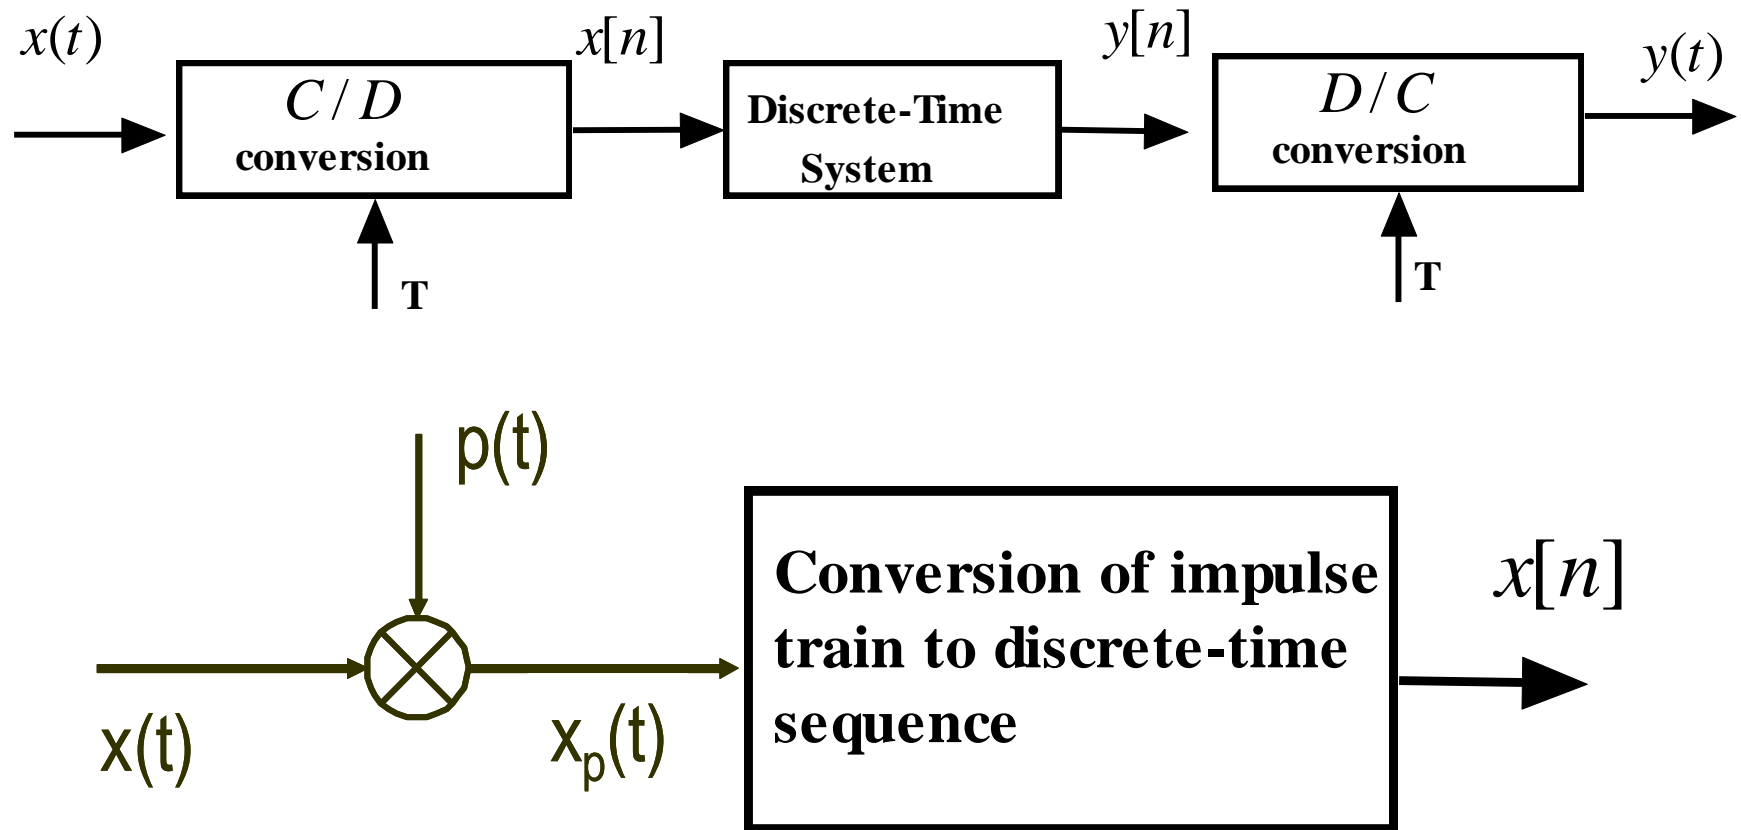 x(t)
x[n]
y[n]
y(t)
C/D
conversion
Discrete-Time
System
D/C
conversion
T
T
p(t)
x(t)
xₚ(t)
Conversion of impulse
train to discrete-time
sequence
x[n]